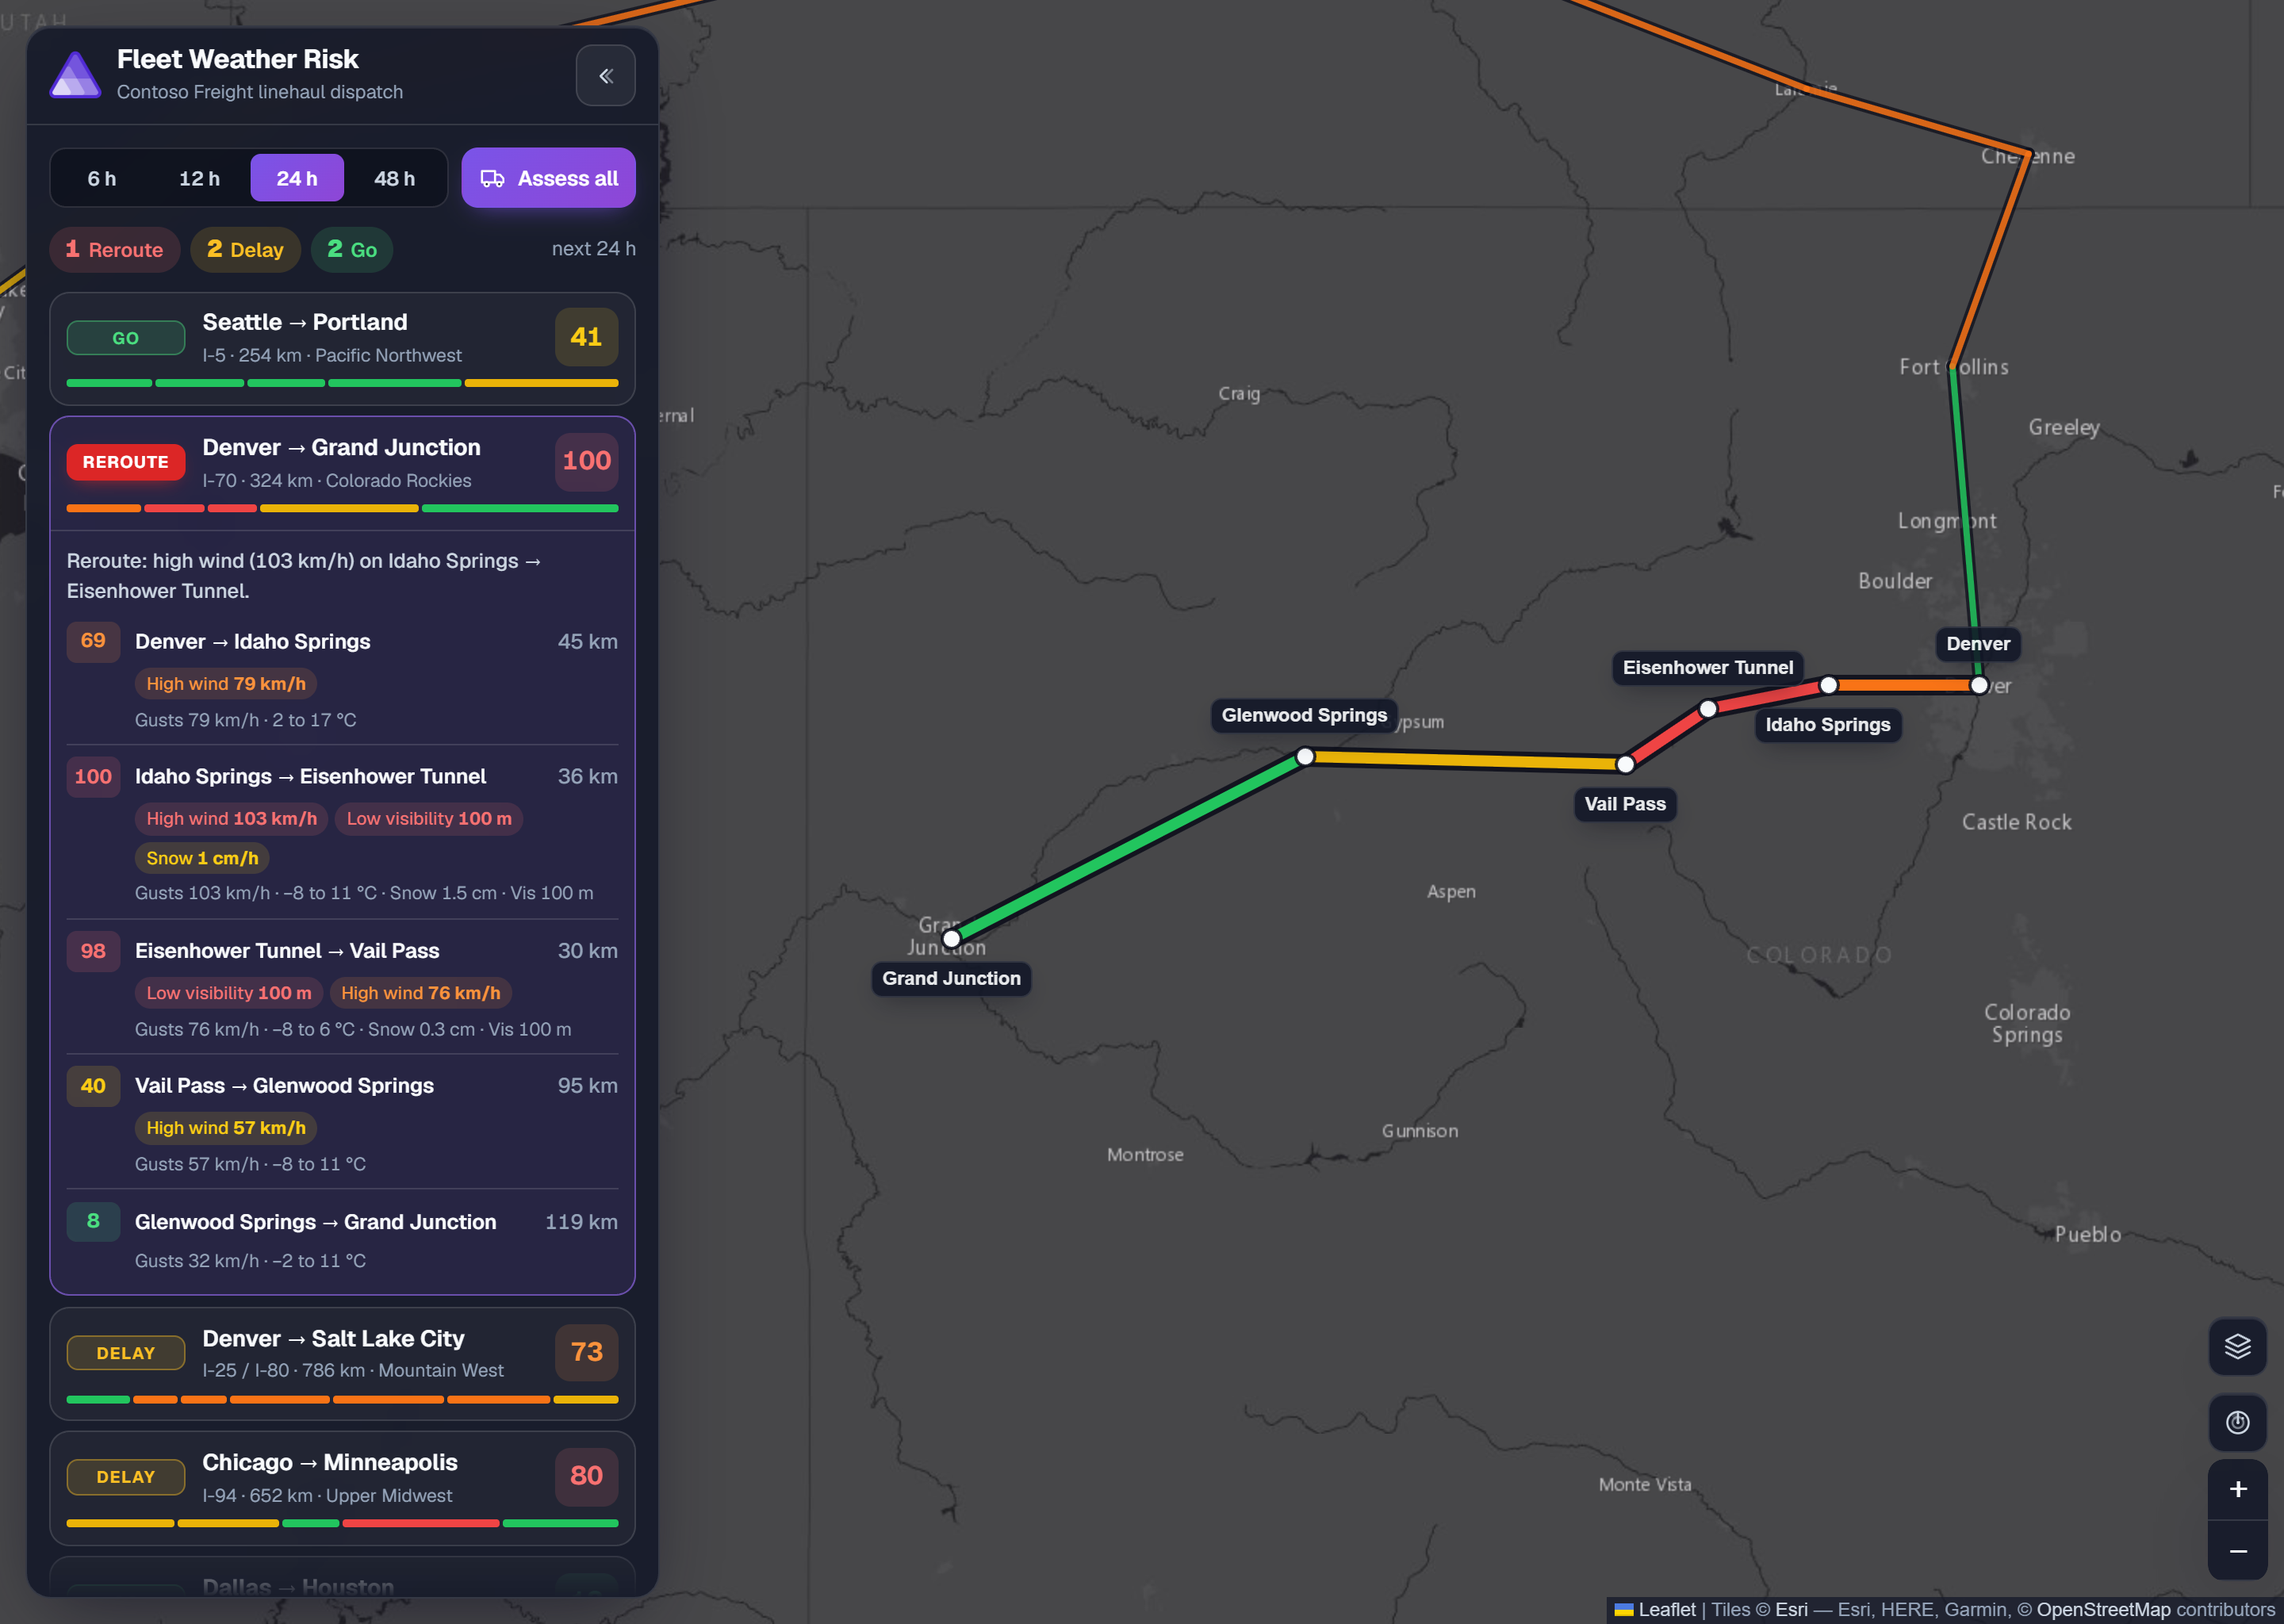 Fleet Weather Risk
Contoso Freight linehaul dispatch
6 h 12 h 24 h 48 h Assess all
1 Reroute 2 Delay 2 Go next 24 h
GO Seattle → Portland 41
I-5 · 254 km · Pacific Northwest
REROUTE Denver → Grand Junction 100
I-70 · 324 km · Colorado Rockies
Reroute: high wind (103 km/h) on Idaho Springs →
Eisenhower Tunnel.
69 Denver → Idaho Springs 45 km
High wind 79 km/h
Gusts 79 km/h · 2 to 17 °C
100 Idaho Springs → Eisenhower Tunnel 36 km
High wind 103 km/h Low visibility 100 m
Snow 1 cm/h
Gusts 103 km/h · −8 to 11 °C · Snow 1.5 cm · Vis 100 m
98 Eisenhower Tunnel → Vail Pass 30 km
Low visibility 100 m High wind 76 km/h
Gusts 76 km/h · −8 to 6 °C · Snow 0.3 cm · Vis 100 m
40 Vail Pass → Glenwood Springs 95 km
High wind 57 km/h
Gusts 57 km/h · −8 to 11 °C
8 Glenwood Springs → Grand Junction 119 km
Gusts 32 km/h · −2 to 11 °C
DELAY Denver → Salt Lake City 73
I-25 / I-80 · 786 km · Mountain West
DELAY Chicago → Minneapolis 80
I-94 · 652 km · Upper Midwest
Dallas → Houston
UTAH
Cheyenne
Craig
Fort Collins
Greeley
Longmont
Boulder
Denver
Eisenhower Tunnel
Idaho Springs
Glenwood Springs
Vail Pass
Castle Rock
Aspen
Grand
Junction
Grand Junction
COLORADO
Colorado
Springs
Gunnison
Montrose
Pueblo
Monte Vista
+
−
Leaflet | Tiles © Esri — Esri, HERE, Garmin, © OpenStreetMap contributors